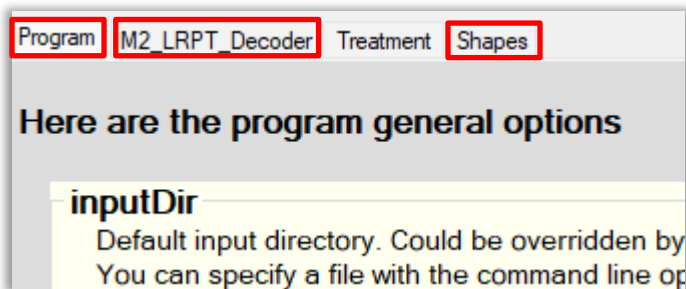 Program M2_LRPT_Decoder Treatment Shapes
Here are the program general options
inputDir
Default input directory. Could be overridden by
You can specify a file with the command line